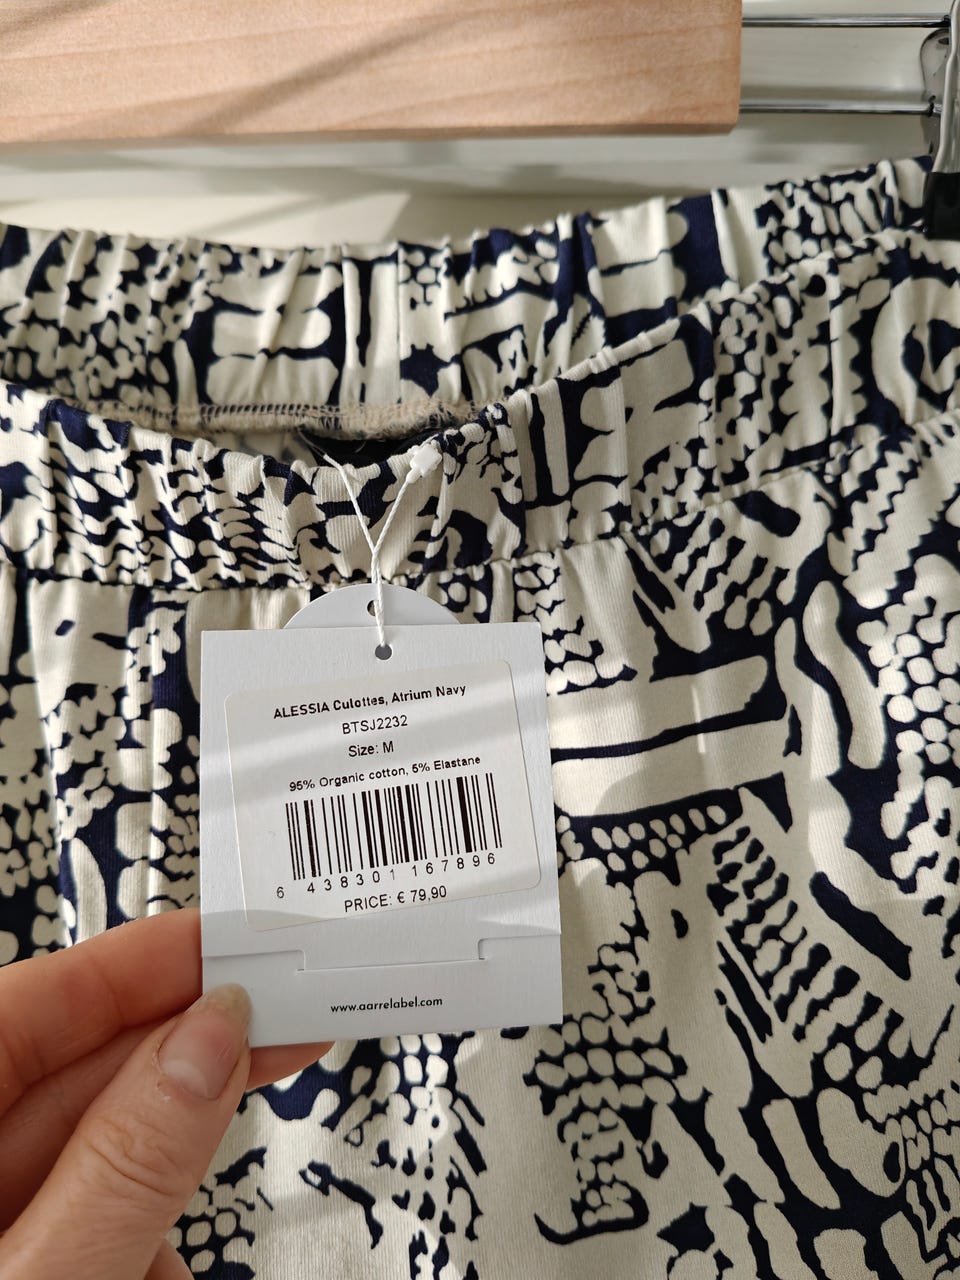 ALESSIA Culottes, Atrium Navy
BTSJ2232
Size: M
95% Organic cotton, 5% Elastane
6 438301 167896
PRICE: € 79,90
www.aarrelabel.com